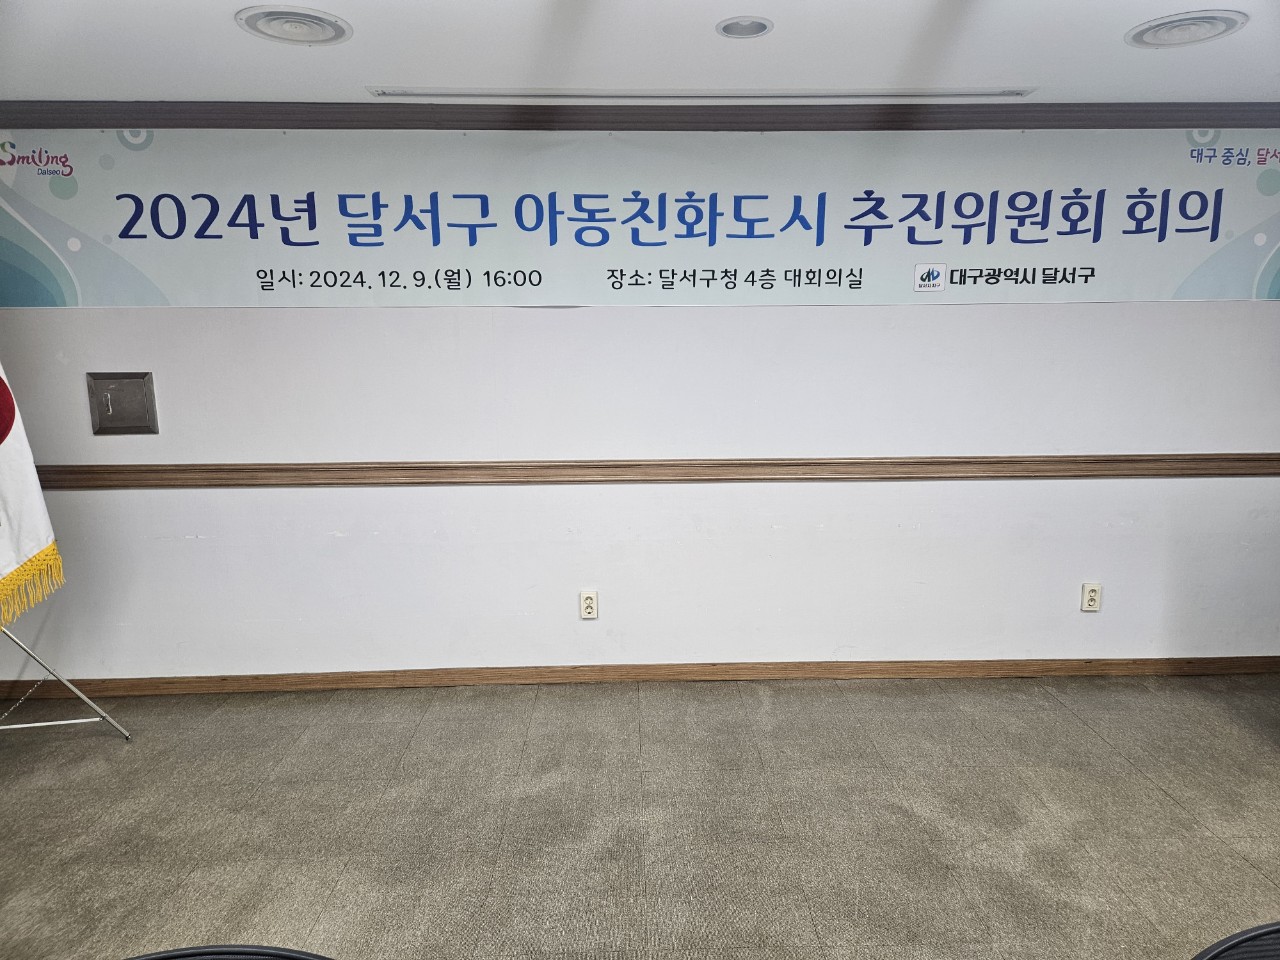 Smiling
Dalseo
대구 중심, 달서
2024년 달서구 아동친화도시 추진위원회 회의
일시: 2024. 12. 9.(월) 16:00 장소: 달서구청 4층 대회의실 대구광역시 달서구